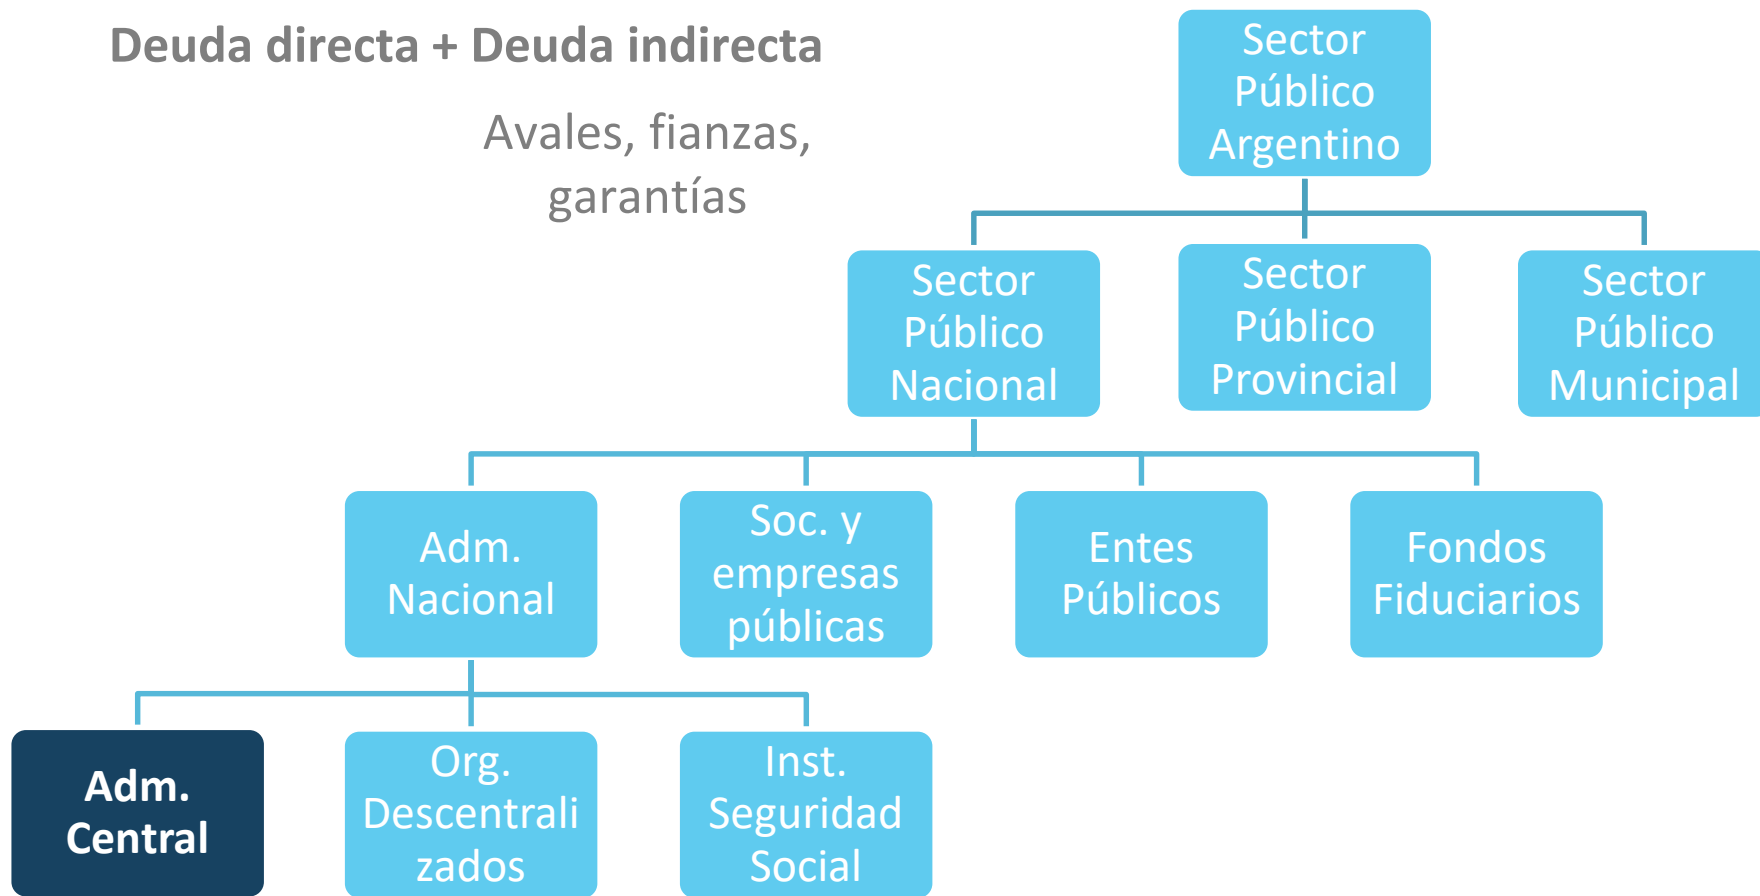 Deuda directa + Deuda indirecta
Avales, fianzas,
garantías
Sector
Público
Argentino
Sector
Público
Nacional
Sector
Público
Provincial
Sector
Público
Municipal
Adm.
Nacional
Soc. y
empresas
públicas
Entes
Públicos
Fondos
Fiduciarios
Adm.
Central
Org.
Descentrali
zados
Inst.
Seguridad
Social